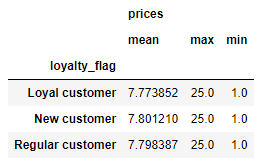 prices
mean max min
loyalty_flag
Loyal customer 7.773852 25.0 1.0
New customer 7.801210 25.0 1.0
Regular customer 7.798387 25.0 1.0